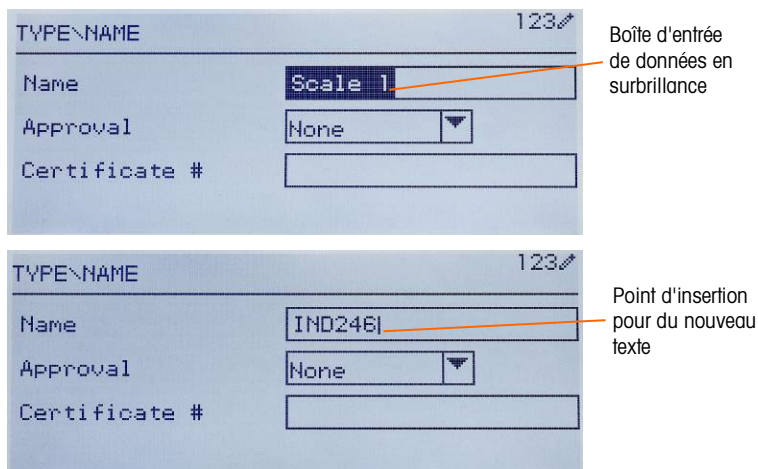 TYPE\NAME 123
Name Scale 1
Approval None
Certificate #
Boîte d'entrée
de données en
surbrillance
TYPE\NAME 123
Name IND246
Approval None
Certificate #
Point d'insertion
pour du nouveau
texte